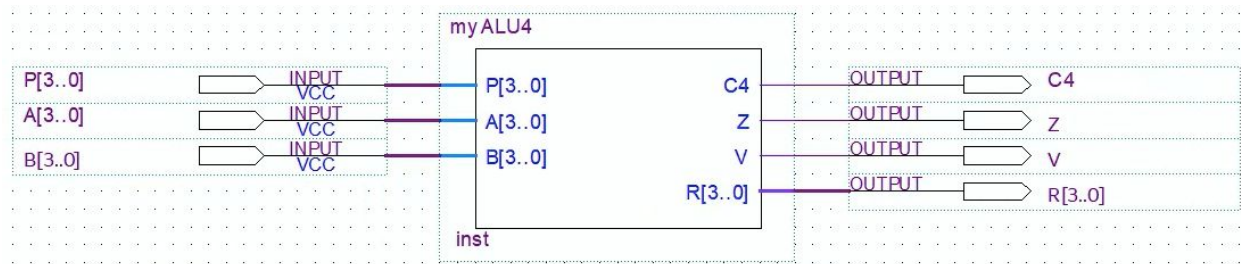 myALU4
P[3..0] INPUT VCC P[3..0] C4 OUTPUT C4
A[3..0] INPUT VCC A[3..0] Z OUTPUT Z
B[3..0] INPUT VCC B[3..0] V OUTPUT V
R[3..0] OUTPUT R[3..0]
inst